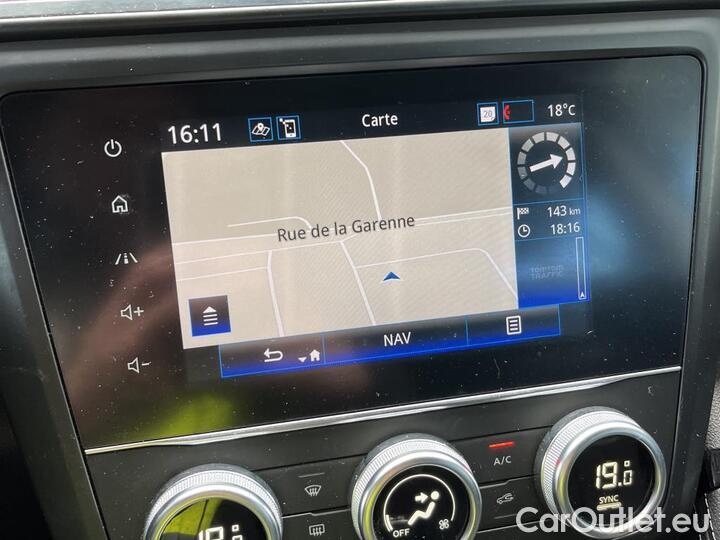 16:11
Carte
20
18°C
Rue de la Garenne
143 km
18:16
TOMTOM
TRAFFIC
NAV
A/C
OFF
19.0
SYNC
CarOutlet.eu